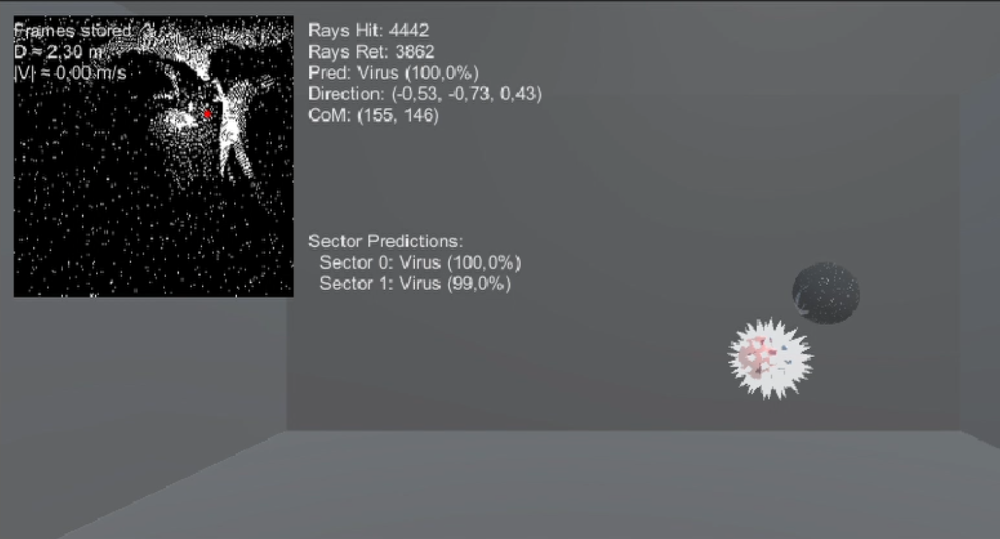 Frames stored
D ≈ 2,30 m
|V| ≈ 0,00 m/s
Rays Hit: 4442
Rays Ret: 3862
Pred: Virus (100,0%)
Direction: (-0,53, -0,73, 0,43)
CoM: (155, 146)
Sector Predictions:
Sector 0: Virus (100,0%)
Sector 1: Virus (99,0%)